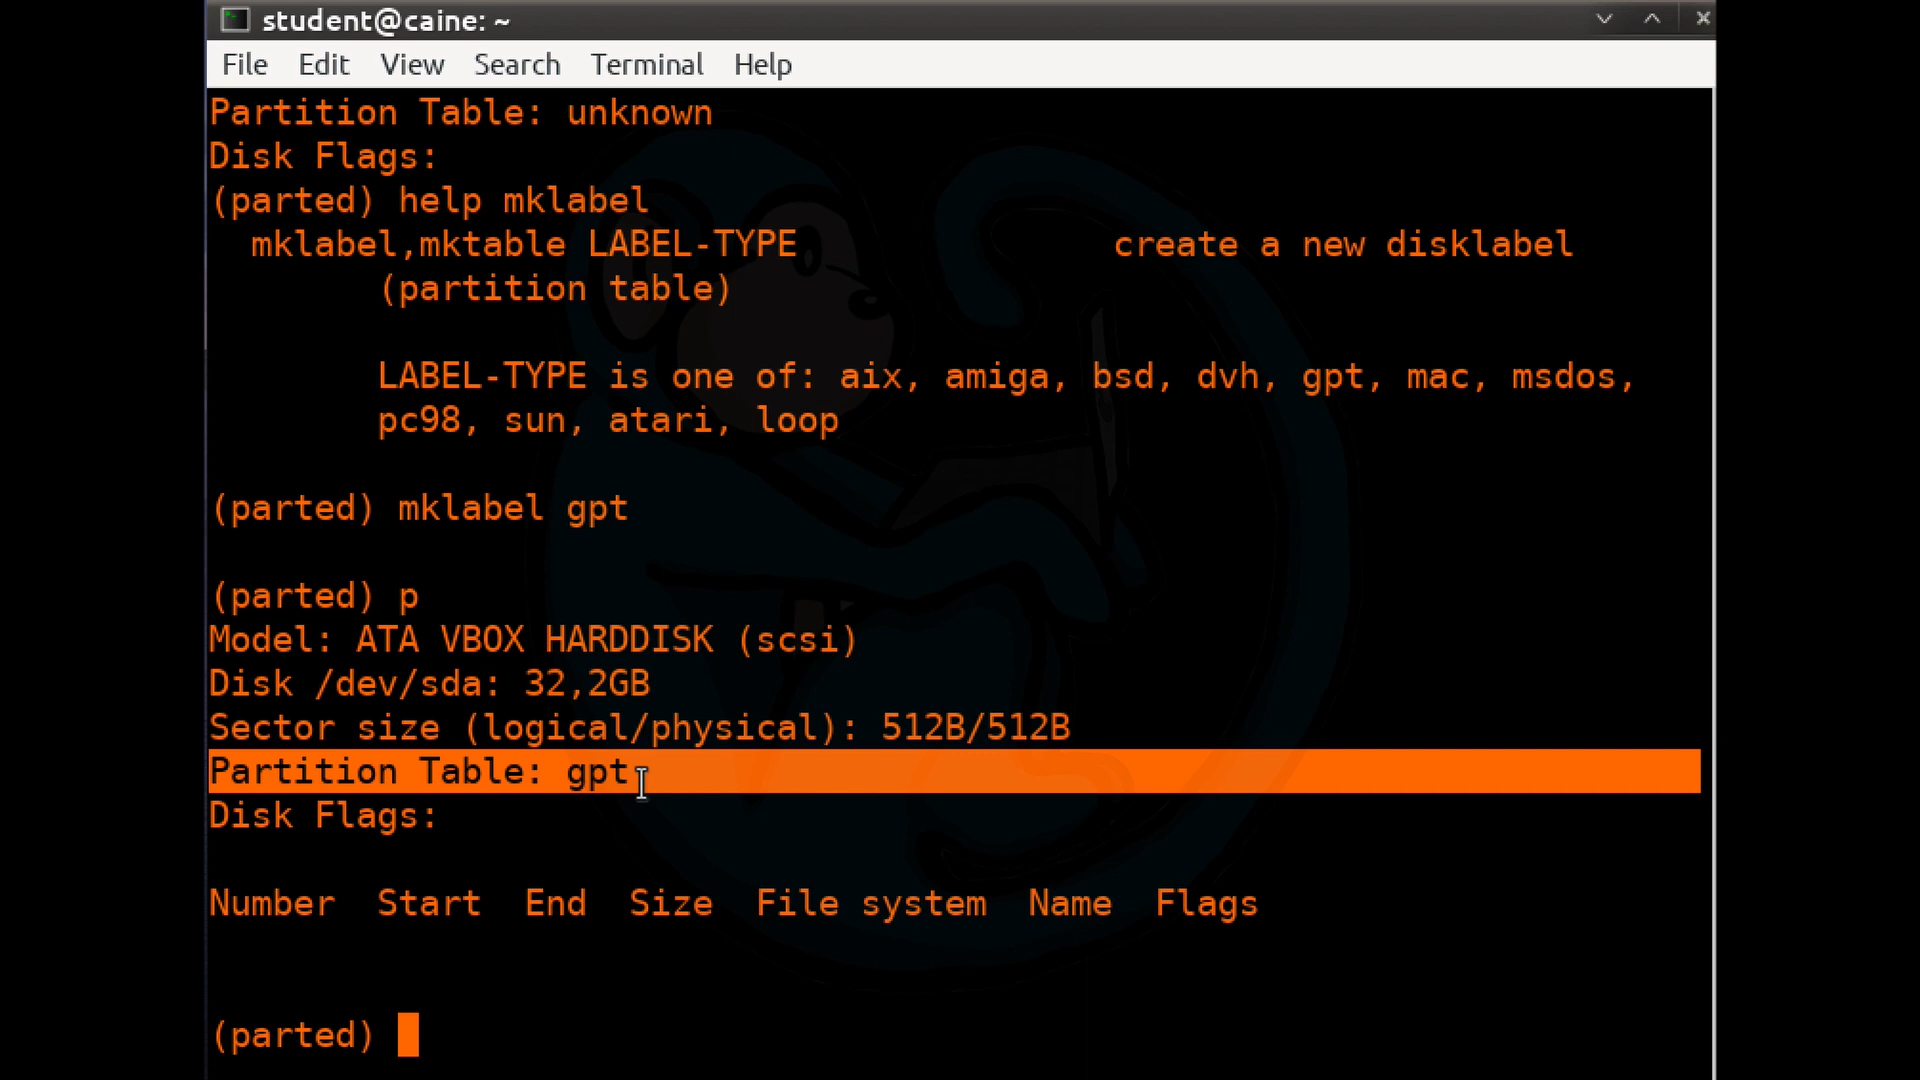 student@caine: ~
File Edit View Search Terminal Help
Partition Table: unknown
Disk Flags:
(parted) help mklabel
mklabel,mktable LABEL-TYPE create a new disklabel
(partition table)
LABEL-TYPE is one of: aix, amiga, bsd, dvh, gpt, mac, msdos,
pc98, sun, atari, loop
(parted) mklabel gpt
(parted) p
Model: ATA VBOX HARDDISK (scsi)
Disk /dev/sda: 32,2GB
Sector size (logical/physical): 512B/512B
Partition Table: gpt
Disk Flags:
Number Start End Size File system Name Flags
(parted)